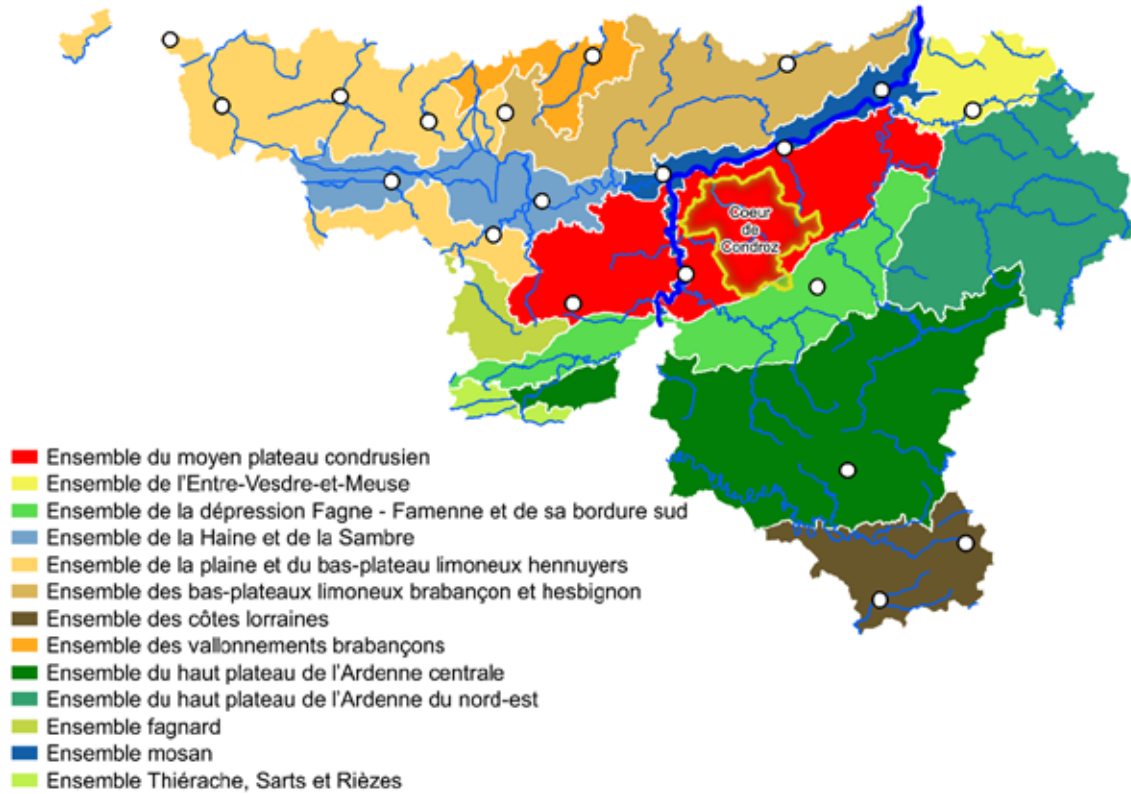 Coeur
de
Condroz
Ensemble du moyen plateau condrusien
Ensemble de l'Entre-Vesdre-et-Meuse
Ensemble de la dépression Fagne - Famenne et de sa bordure sud
Ensemble de la Haine et de la Sambre
Ensemble de la plaine et du bas-plateau limoneux hennuyers
Ensemble des bas-plateaux limoneux brabançon et hesbignon
Ensemble des côtes lorraines
Ensemble des vallonnements brabançons
Ensemble du haut plateau de l'Ardenne centrale
Ensemble du haut plateau de l'Ardenne du nord-est
Ensemble fagnard
Ensemble mosan
Ensemble Thiérache, Sarts et Rièzes